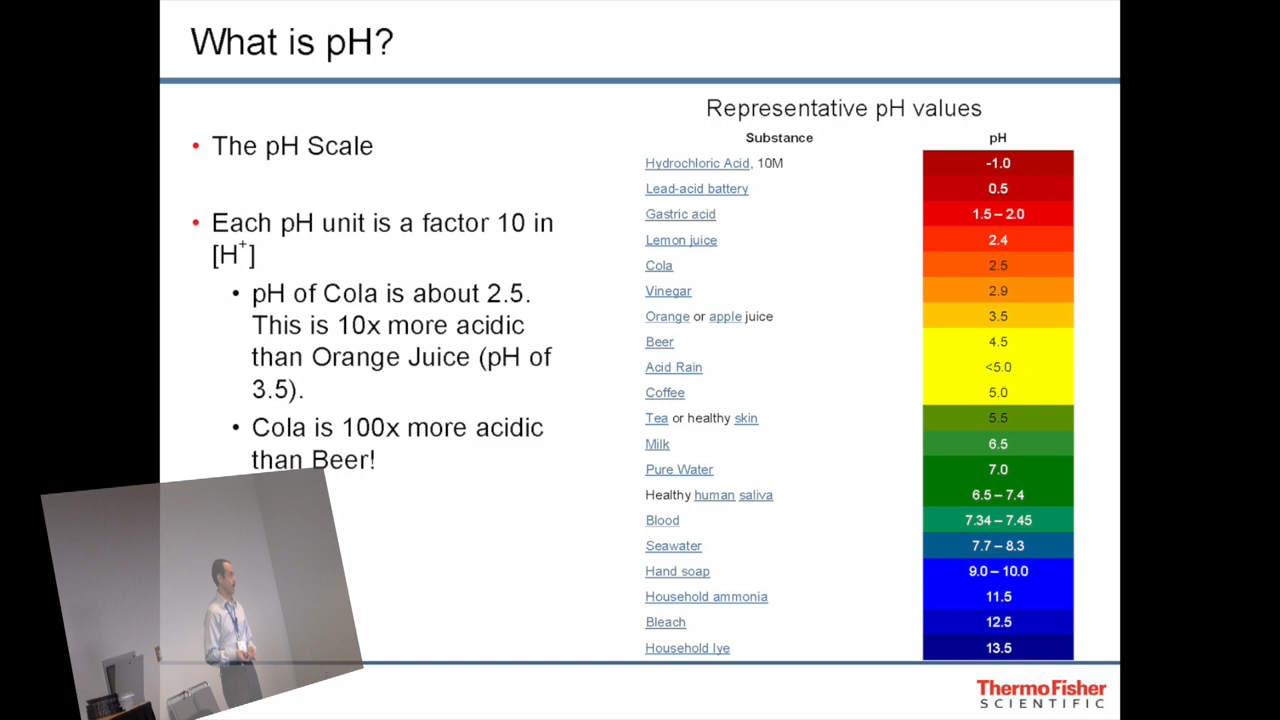 What is pH?
• The pH Scale
• Each pH unit is a factor 10 in
[H+]
• pH of Cola is about 2.5.
This is 10x more acidic
than Orange Juice (pH of
3.5).
• Cola is 100x more acidic
than Beer!
Representative pH values
Substance pH
Hydrochloric Acid, 10M -1.0
Lead-acid battery 0.5
Gastric acid 1.5 – 2.0
Lemon juice 2.4
Cola 2.5
Vinegar 2.9
Orange or apple juice 3.5
Beer 4.5
Acid Rain <5.0
Coffee 5.0
Tea or healthy skin 5.5
Milk 6.5
Pure Water 7.0
Healthy human saliva 6.5 – 7.4
Blood 7.34 – 7.45
Seawater 7.7 – 8.3
Hand soap 9.0 – 10.0
Household ammonia 11.5
Bleach 12.5
Household lye 13.5
ThermoFisher
SCIENTIFIC